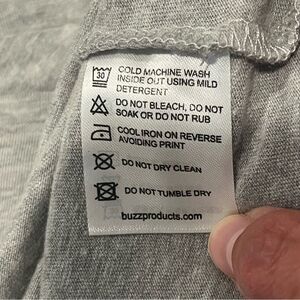 30
COLD MACHINE WASH
INSIDE OUT USING MILD
DETERGENT
DO NOT BLEACH, DO NOT
SOAK OR DO NOT RUB
COOL IRON ON REVERSE
AVOIDING PRINT
DO NOT DRY CLEAN
DO NOT TUMBLE DRY
buzzproducts.com